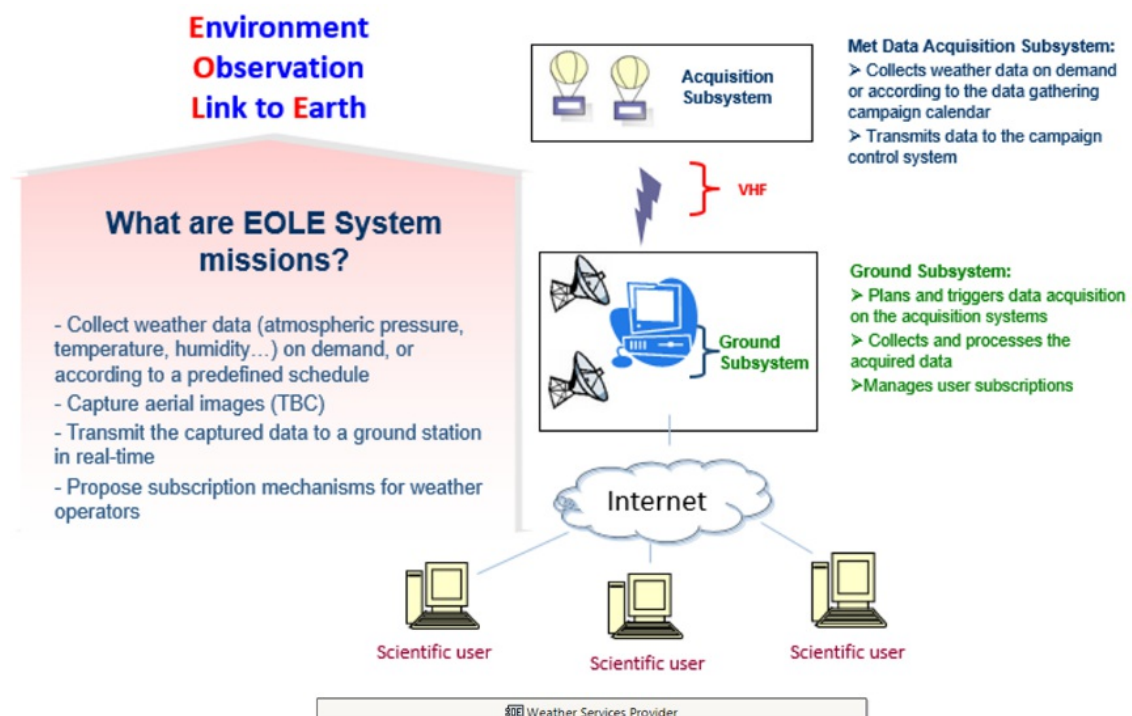 Environment
Observation
Link to Earth
What are EOLE System
missions?
- Collect weather data (atmospheric pressure,
temperature, humidity...) on demand, or
according to a predefined schedule
- Capture aerial images (TBC)
- Transmit the captured data to a ground station
in real-time
- Propose subscription mechanisms for weather
operators
Acquisition
Subsystem
Met Data Acquisition Subsystem:
➢ Collects weather data on demand
or according to the data gathering
campaign calendar
➢ Transmits data to the campaign
control system
VHF
Ground
Subsystem
Ground Subsystem:
➢ Plans and triggers data acquisition
on the acquisition systems
➢ Collects and processes the
acquired data
➢Manages user subscriptions
Internet
Scientific user
Scientific user
Scientific user
Weather Services Provider